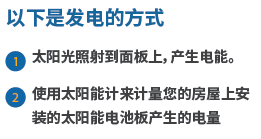 以下是发电的方式
1 太阳光照射到面板上，产生电能。
2 使用太阳能计来计量您的房屋上安
装的太阳能电池板产生的电量